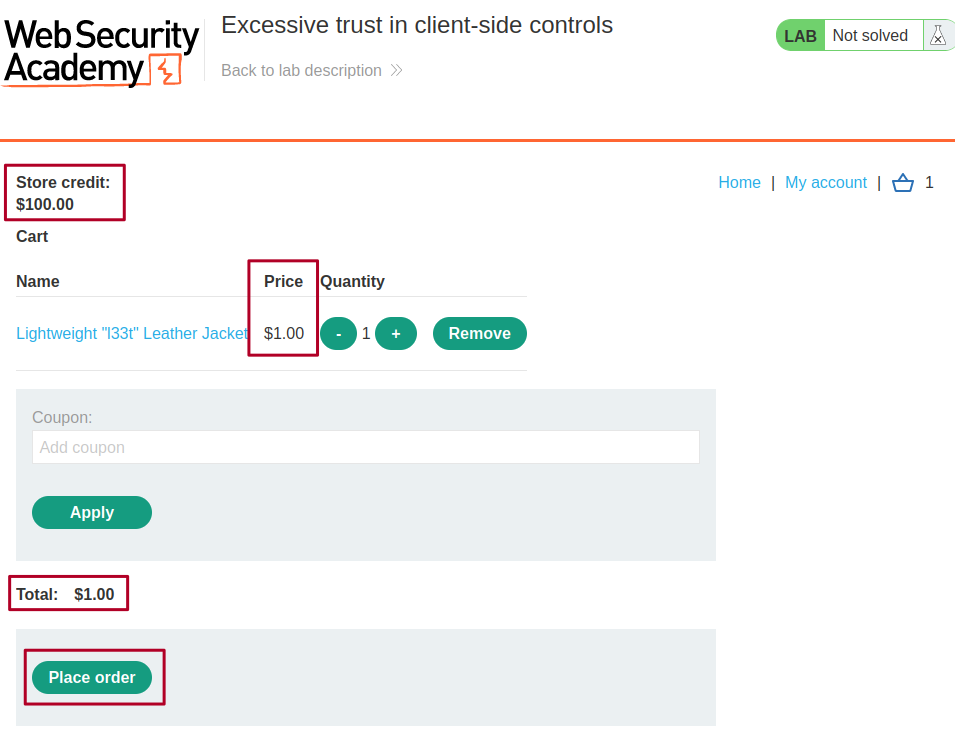 Web Security
Academy
Excessive trust in client-side controls
Back to lab description
LAB Not solved
Store credit:
$100.00
Home | My account | 1
Cart
Name Price Quantity
Lightweight "l33t" Leather Jacket $1.00 - 1 + Remove
Coupon:
Add coupon
Apply
Total: $1.00
Place order